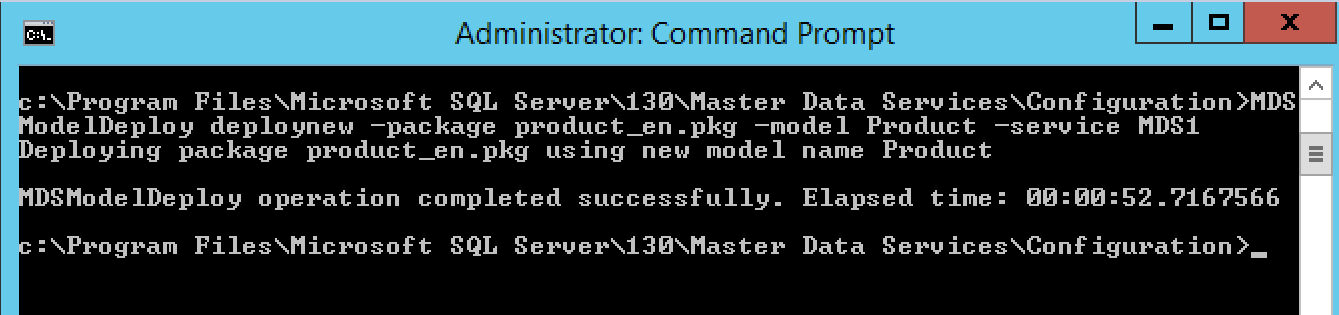 Administrator: Command Prompt
c:\Program Files\Microsoft SQL Server\130\Master Data Services\Configuration>MDS
ModelDeploy deploynew -package product_en.pkg -model Product -service MDS1
Deploying package product_en.pkg using new model name Product
MDSModelDeploy operation completed successfully. Elapsed time: 00:00:52.7167566
c:\Program Files\Microsoft SQL Server\130\Master Data Services\Configuration>_